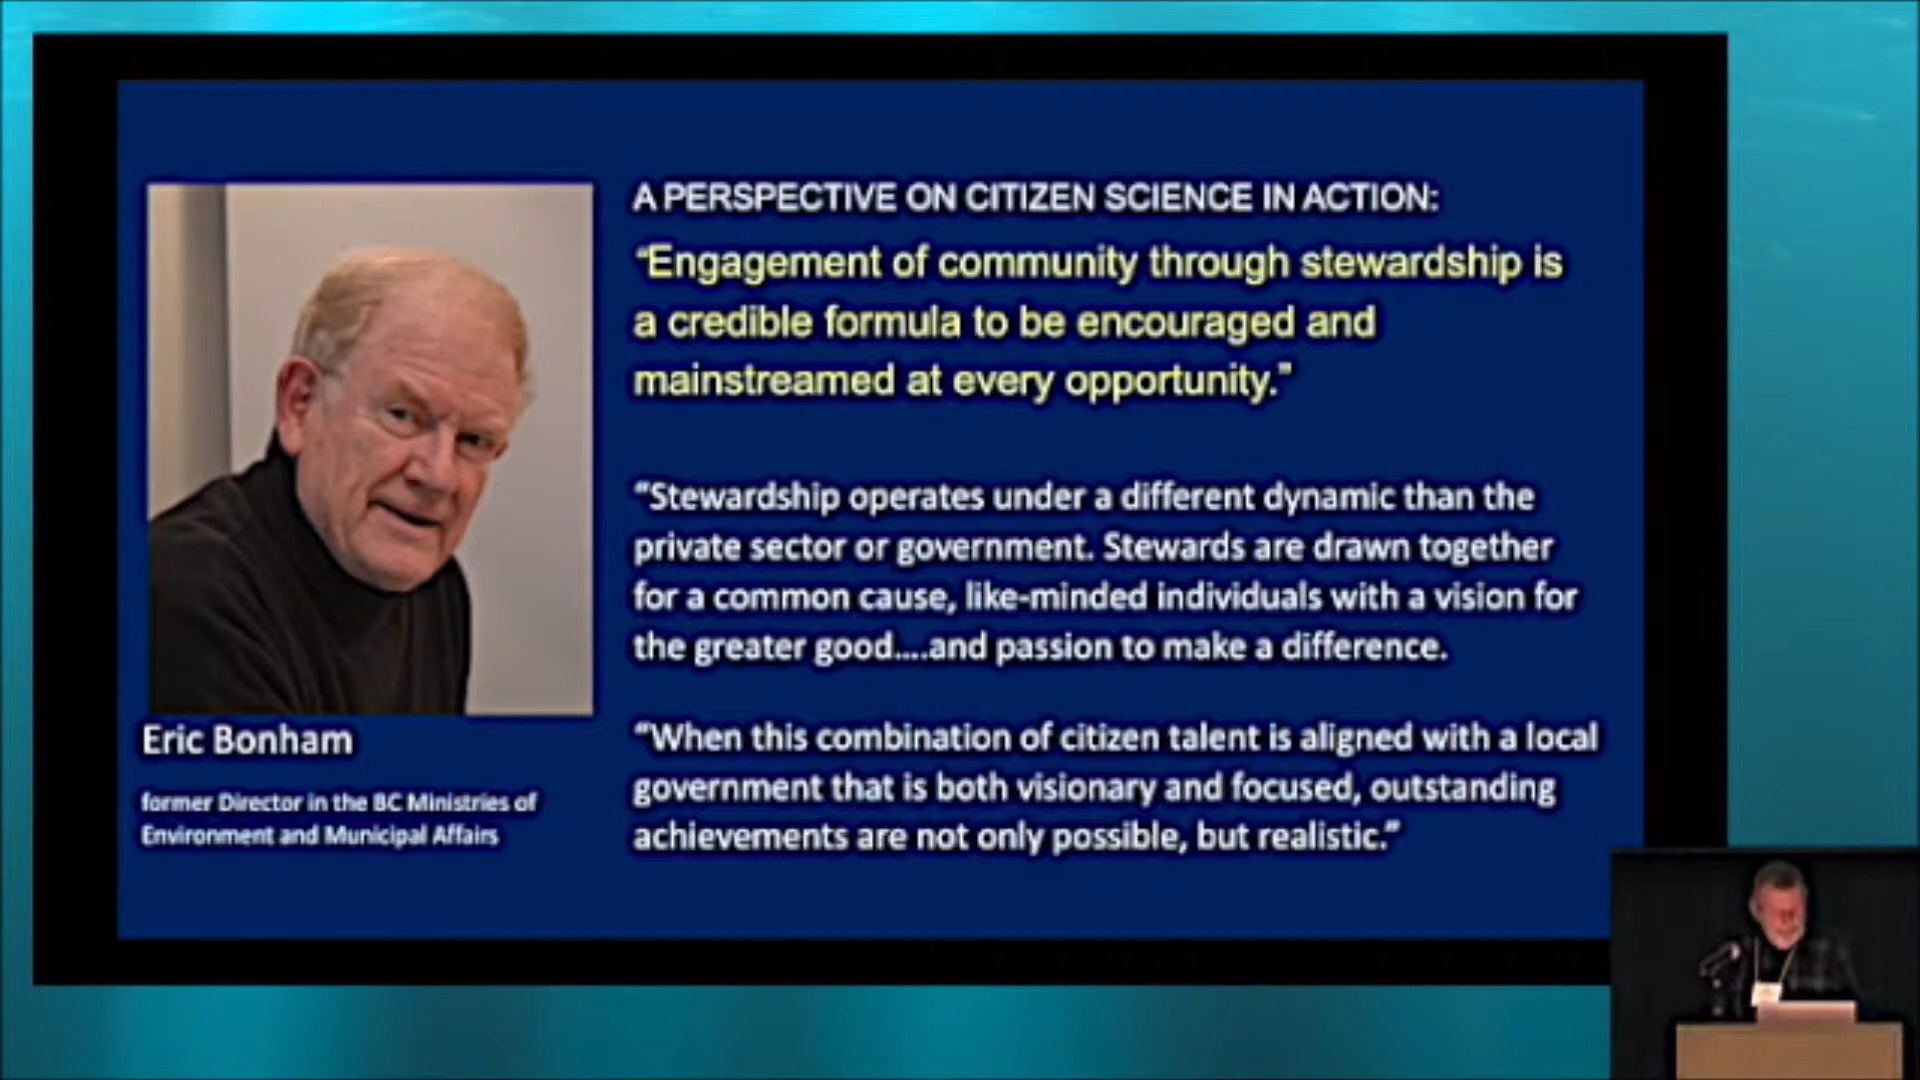 A PERSPECTIVE ON CITIZEN SCIENCE IN ACTION:
“Engagement of community through stewardship is
a credible formula to be encouraged and
mainstreamed at every opportunity.”
“Stewardship operates under a different dynamic than the
private sector or government. Stewards are drawn together
for a common cause, like-minded individuals with a vision for
the greater good....and passion to make a difference.
“When this combination of citizen talent is aligned with a local
government that is both visionary and focused, outstanding
achievements are not only possible, but realistic.”
Eric Bonham
former Director in the BC Ministries of
Environment and Municipal Affairs